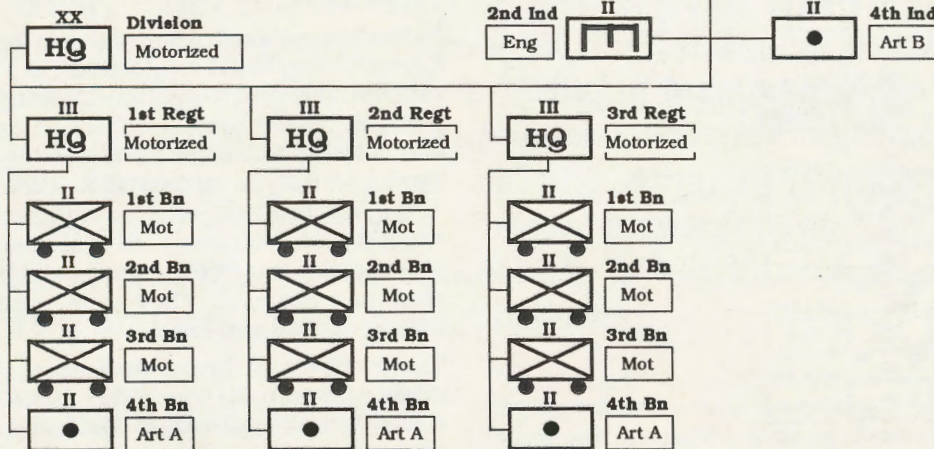 XX Division
HQ Motorized
2nd Ind II
Eng
II 4th Ind
Art B
III 1st Regt III 2nd Regt III 3rd Regt
HQ Motorized HQ Motorized HQ Motorized
II 1st Bn II 1st Bn II 1st Bn
Mot Mot Mot
II 2nd Bn II 2nd Bn II 2nd Bn
Mot Mot Mot
II 3rd Bn II 3rd Bn II 3rd Bn
Mot Mot Mot
II 4th Bn II 4th Bn II 4th Bn
Art A Art A Art A